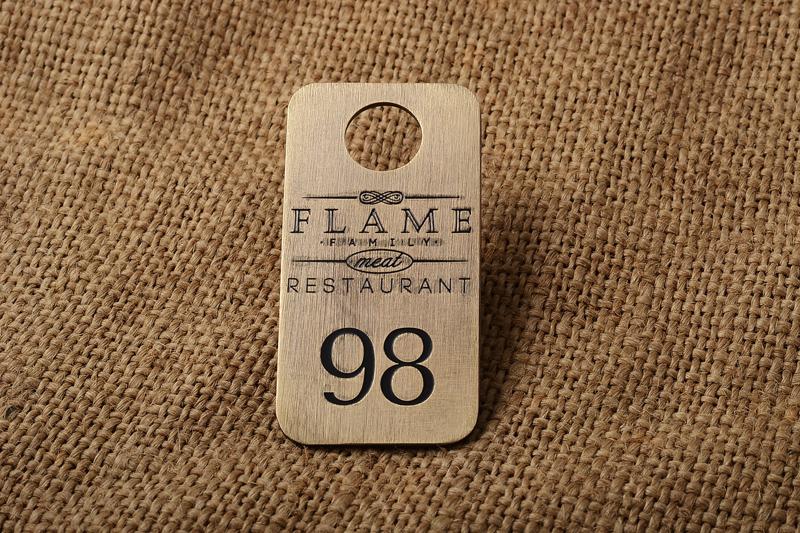 FLAME
·FAMILY·
meat
RESTAURANT
98